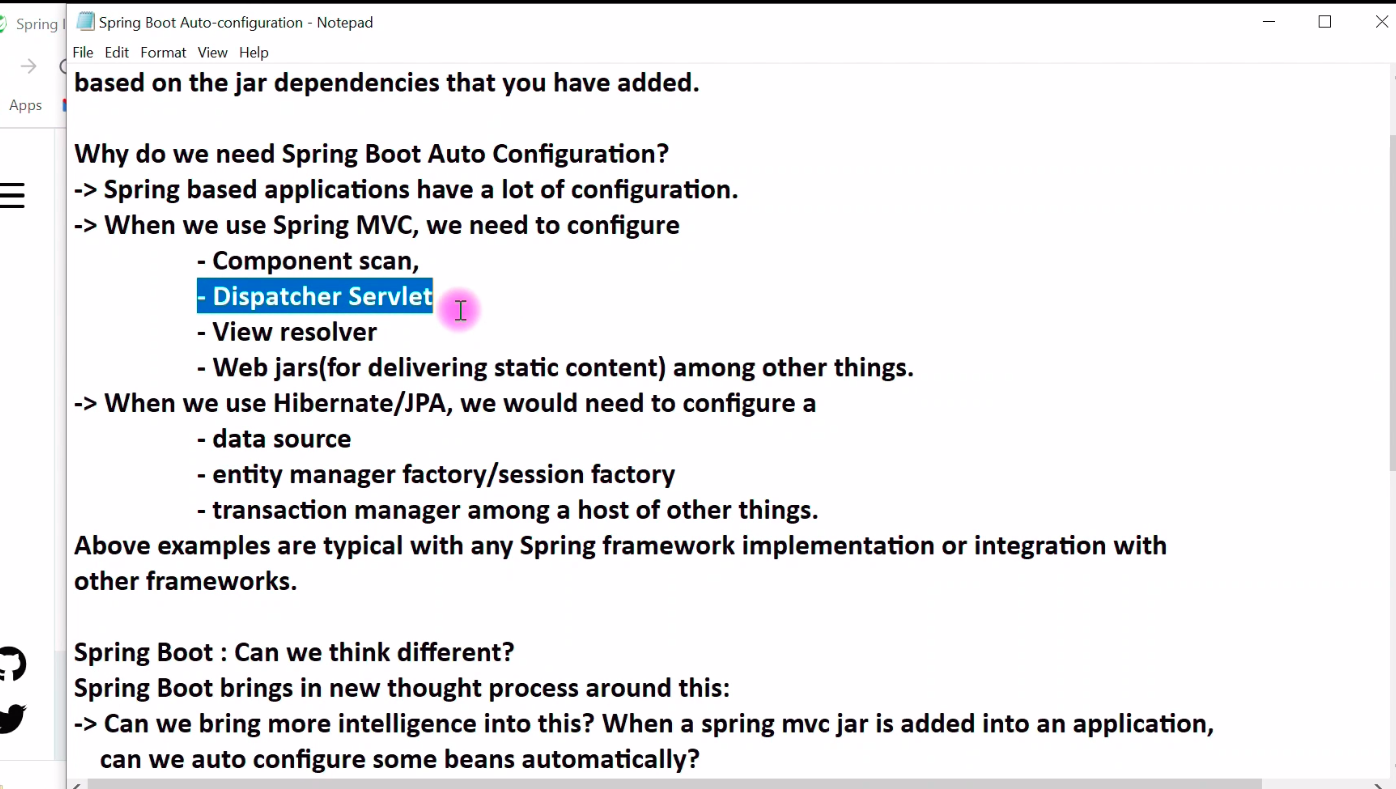 Spring Boot Auto-configuration - Notepad
Spring
File Edit Format View Help
Apps
based on the jar dependencies that you have added.
Why do we need Spring Boot Auto Configuration?
-> Spring based applications have a lot of configuration.
-> When we use Spring MVC, we need to configure
- Component scan,
- Dispatcher Servlet
- View resolver
- Web jars(for delivering static content) among other things.
-> When we use Hibernate/JPA, we would need to configure a
- data source
- entity manager factory/session factory
- transaction manager among a host of other things.
Above examples are typical with any Spring framework implementation or integration with
other frameworks.
Spring Boot : Can we think different?
Spring Boot brings in new thought process around this:
-> Can we bring more intelligence into this? When a spring mvc jar is added into an application,
can we auto configure some beans automatically?